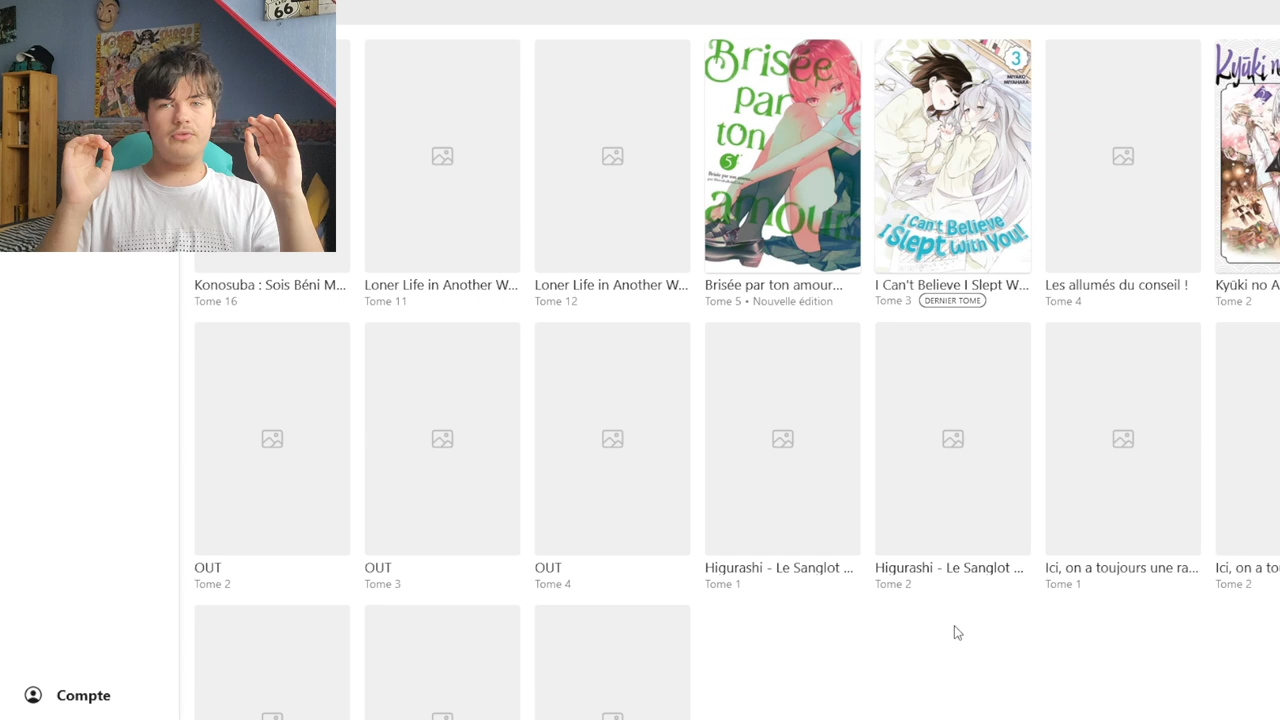 66
Brisée
par
ton
5
amour
3
MIYAKO
MIYAHARA
I Can't Believe
I Slept With You!
Kyūki n
Konosuba : Sois Béni M...
Tome 16
Loner Life in Another W...
Tome 11
Loner Life in Another W...
Tome 12
Brisée par ton amour...
Tome 5 • Nouvelle édition
I Can't Believe I Slept W...
Tome 3 DERNIER TOME
Les allumés du conseil !
Tome 4
Kyūki no A
Tome 2
OUT
Tome 2
OUT
Tome 3
OUT
Tome 4
Higurashi - Le Sanglot ...
Tome 1
Higurashi - Le Sanglot ...
Tome 2
Ici, on a toujours une ra...
Tome 1
Ici, on a to
Tome 2
Compte